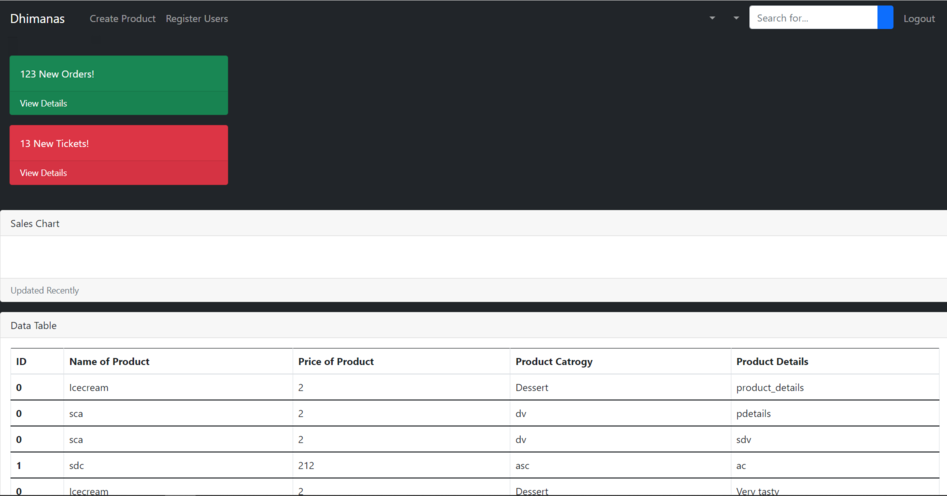 Dhimanas Create Product Register Users Search for... Logout
123 New Orders!
View Details
13 New Tickets!
View Details
Sales Chart
Updated Recently
Data Table
ID Name of Product Price of Product Product Catrogy Product Details
0 Icecream 2 Dessert product_details
0 sca 2 dv pdetails
0 sca 2 dv sdv
1 sdc 212 asc ac
0 Icecream 2 Dessert Very tasty